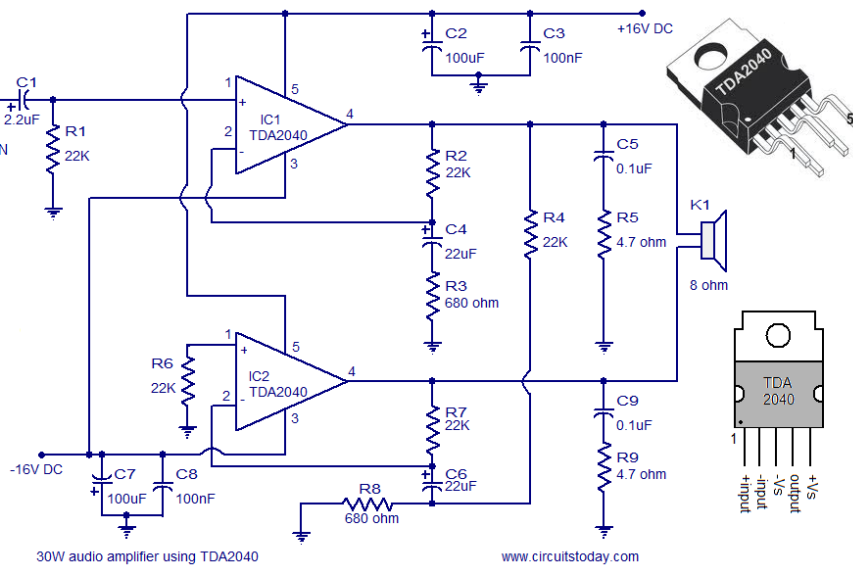 +16V DC
C2
100uF
C3
100nF
TDA2040
5
1
C1
+
2.2uF
R1
22K
N
1
+
2
-
IC1
TDA2040
5
3
4
R2
22K
+
C4
22uF
R3
680 ohm
R4
22K
C5
0.1uF
R5
4.7 ohm
K1
8 ohm
R6
22K
1
+
2
-
IC2
TDA2040
5
3
4
R7
22K
+
C6
22uF
R8
680 ohm
C9
0.1uF
R9
4.7 ohm
-16V DC
+
C7
100uF
C8
100nF
+
TDA
2040
1
+input
-input
-Vs
output
+Vs
30W audio amplifier using TDA2040
www.circuitstoday.com